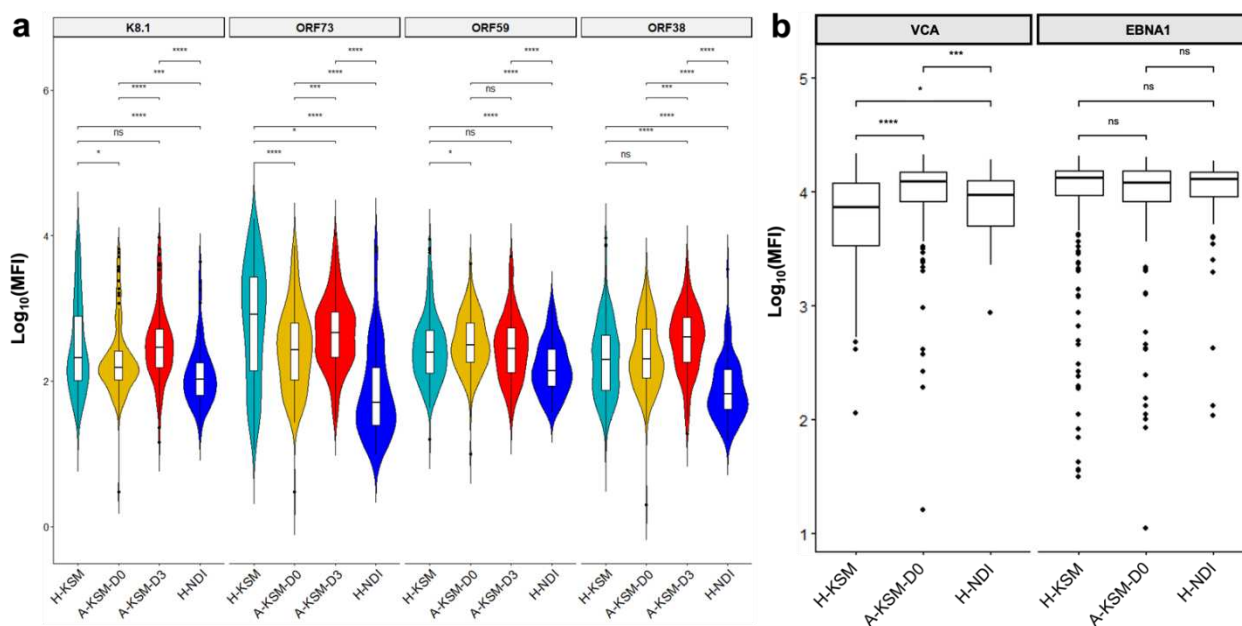 a
K8.1 ORF73 ORF59 ORF38
**** **** **** ****
*** **** **** ****
**** *** ns ***
**** **** **** ****
ns * ns ****
* **** * ns
6
4
2
0
Log10(MFI)
H-KSM A-KSM-D0 A-KSM-D3 H-NDI H-KSM A-KSM-D0 A-KSM-D3 H-NDI H-KSM A-KSM-D0 A-KSM-D3 H-NDI H-KSM A-KSM-D0 A-KSM-D3 H-NDI
b
VCA EBNA1
*** ns
* ns
**** ns
5
4
3
2
1
Log10(MFI)
H-KSM A-KSM-D0 H-NDI H-KSM A-KSM-D0 H-NDI